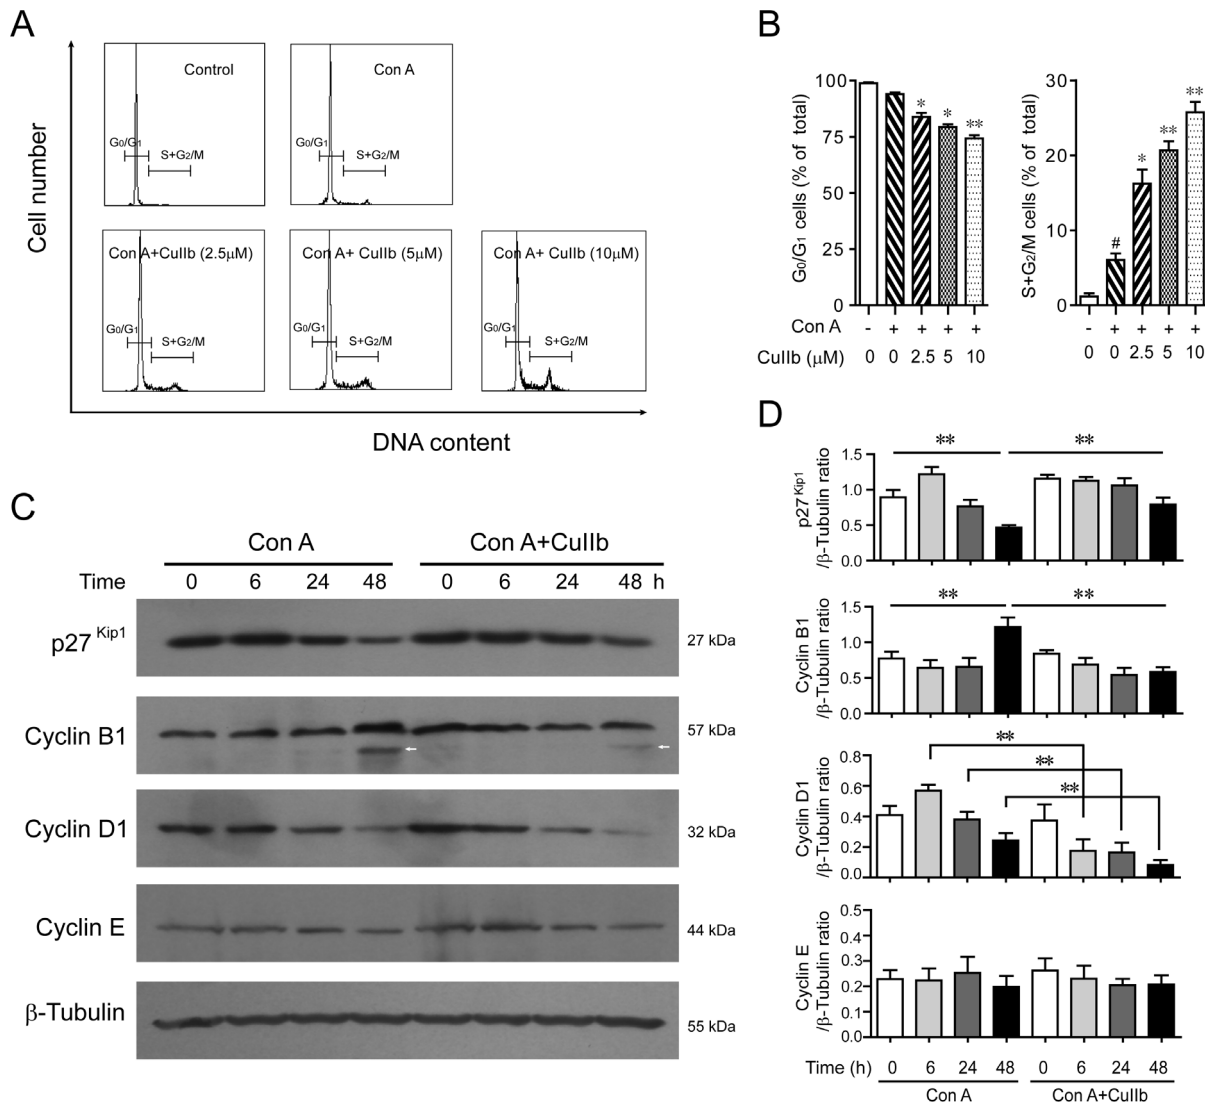 A
Cell number
Control
G0/G1
S+G2/M
Con A
G0/G1
S+G2/M
Con A+CuIIb (2.5μM)
G0/G1
S+G2/M
Con A+ CuIIb (5μM)
G0/G1
S+G2/M
Con A+ CuIIb (10μM)
G0/G1
S+G2/M
DNA content
B
G0/G1 cells (% of total)
100
75
50
25
0
*
*
**
Con A - + + + +
CuIIb (μM) 0 0 2.5 5 10
S+G2/M cells (% of total)
30
20
10
0
#
*
**
**
- + + + +
0 0 2.5 5 10
C
Con A
Con A+CuIIb
Time 0 6 24 48 0 6 24 48 h
p27 Kip1
27 kDa
Cyclin B1
57 kDa
Cyclin D1
32 kDa
Cyclin E
44 kDa
β-Tubulin
55 kDa
D
p27 Kip1
/β-Tubulin ratio
1.5
1.0
0.5
0.0
**
**
Cyclin B1
/β-Tubulin ratio
1.5
1.0
0.5
0.0
**
**
Cyclin D1
/β-Tubulin ratio
0.8
0.6
0.4
0.2
0.0
**
**
**
Cyclin E
/β-Tubulin ratio
0.5
0.4
0.3
0.2
0.1
0.0
Time (h) 0 6 24 48 0 6 24 48
Con A
Con A+CuIIb